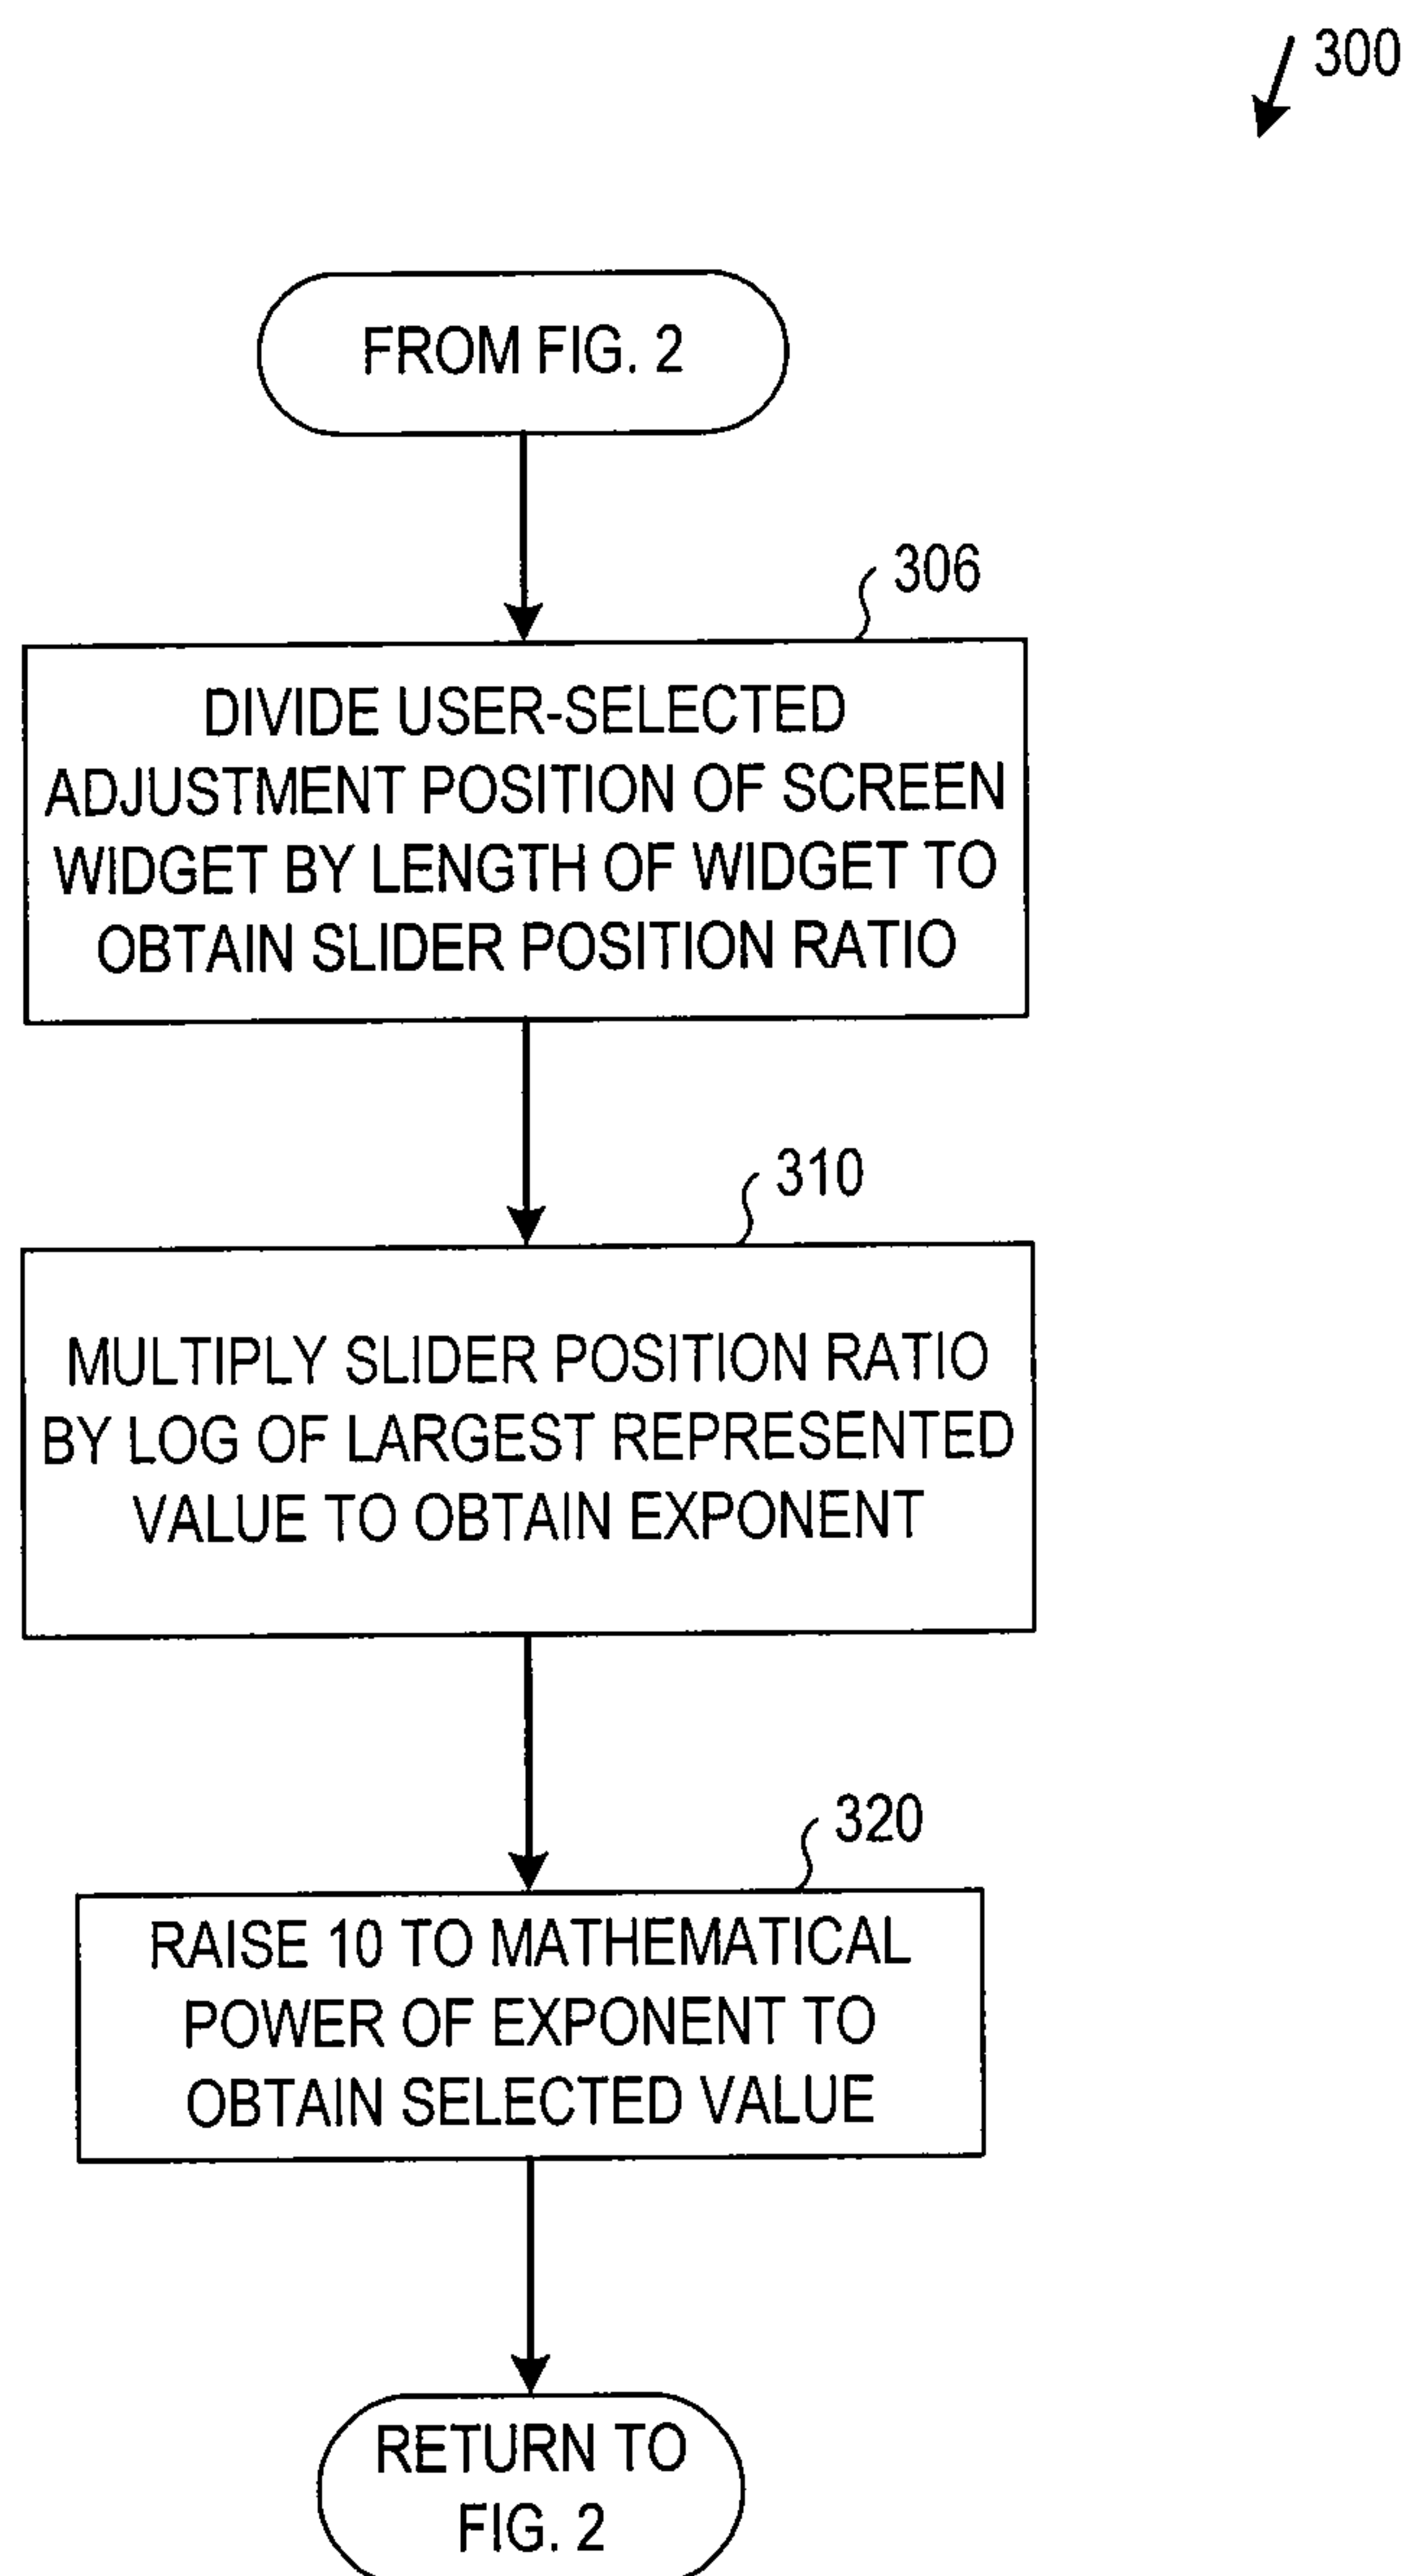 300
FROM FIG. 2
306
DIVIDE USER-SELECTED
ADJUSTMENT POSITION OF SCREEN
WIDGET BY LENGTH OF WIDGET TO
OBTAIN SLIDER POSITION RATIO
310
MULTIPLY SLIDER POSITION RATIO
BY LOG OF LARGEST REPRESENTED
VALUE TO OBTAIN EXPONENT
320
RAISE 10 TO MATHEMATICAL
POWER OF EXPONENT TO
OBTAIN SELECTED VALUE
RETURN TO
FIG. 2